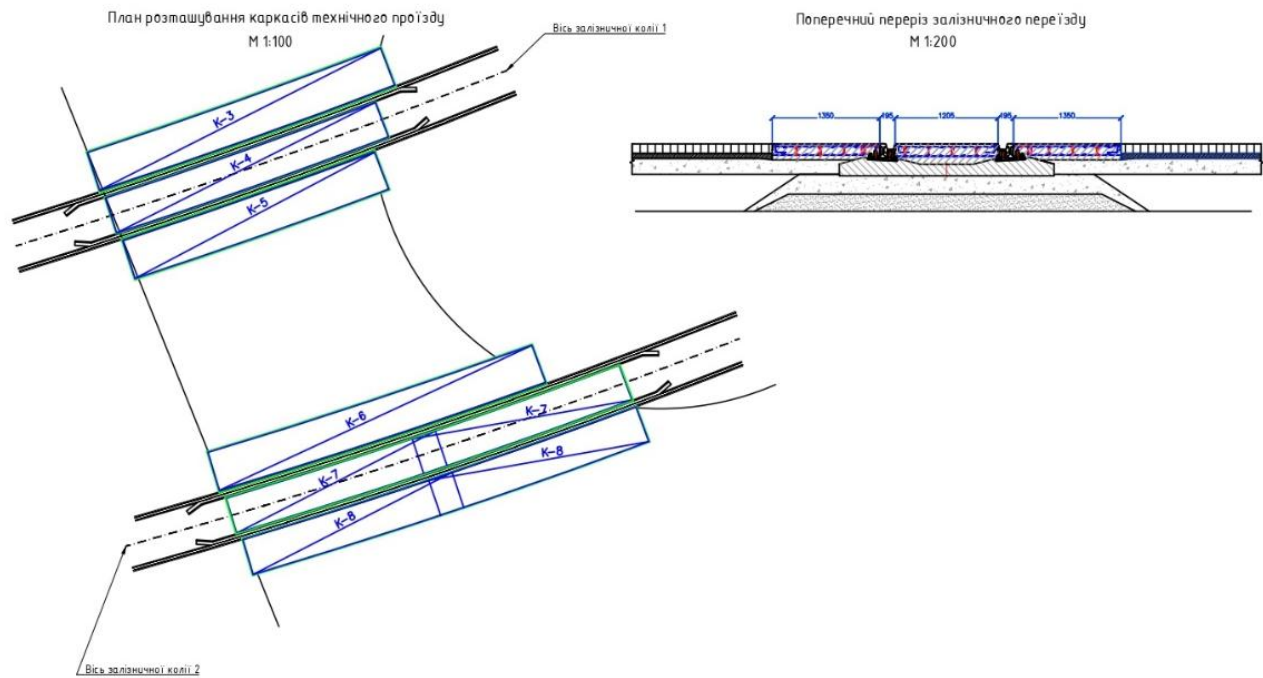 План розташування каркасів технічного проїзду
М 1:100
Вісь залізничної колії 1
Поперечний переріз залізничного переїзду
М 1:200
1350
195
1205
195
1350
К-3
К-4
К-5
К-6
К-7
К-7
К-8
К-8
Вісь залізничної колії 2